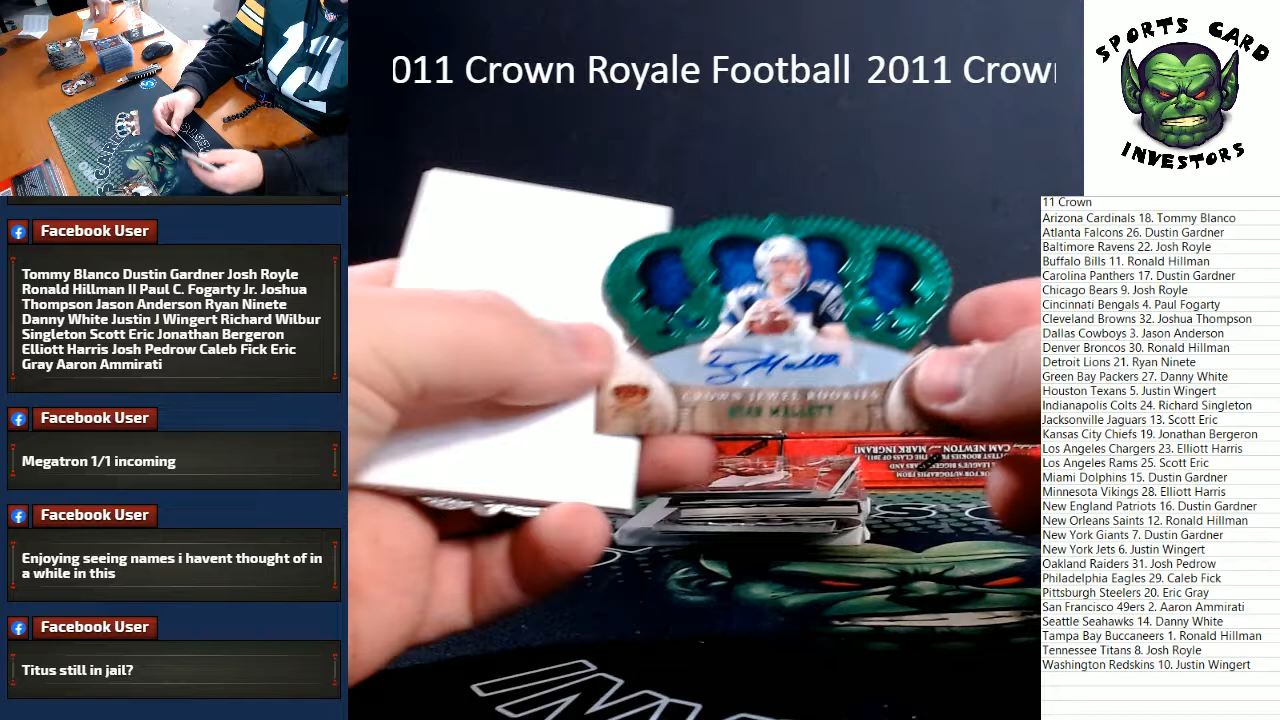 011 Crown Royale Football 2011 Crow
SPORTS CARD
INVESTORS
Facebook User
Tommy Blanco Dustin Gardner Josh Royle
Ronald Hillman II Paul C. Fogarty Jr. Joshua
Thompson Jason Anderson Ryan Ninete
Danny White Justin J Wingert Richard Wilbur
Singleton Scott Eric Jonathan Bergeron
Elliott Harris Josh Pedrow Caleb Fick Eric
Gray Aaron Ammirati
Facebook User
Megatron 1/1 incoming
Facebook User
Enjoying seeing names i havent thought of in
a while in this
Facebook User
Titus still in jail?
CROWN JEWEL ROOKIES
RYAN MALLETT
CAM NEWTON
MARK INGRAM!
11 Crown
Arizona Cardinals 18. Tommy Blanco
Atlanta Falcons 26. Dustin Gardner
Baltimore Ravens 22. Josh Royle
Buffalo Bills 11. Ronald Hillman
Carolina Panthers 17. Dustin Gardner
Chicago Bears 9. Josh Royle
Cincinnati Bengals 4. Paul Fogarty
Cleveland Browns 32. Joshua Thompson
Dallas Cowboys 3. Jason Anderson
Denver Broncos 30. Ronald Hillman
Detroit Lions 21. Ryan Ninete
Green Bay Packers 27. Danny White
Houston Texans 5. Justin Wingert
Indianapolis Colts 24. Richard Singleton
Jacksonville Jaguars 13. Scott Eric
Kansas City Chiefs 19. Jonathan Bergeron
Los Angeles Chargers 23. Elliott Harris
Los Angeles Rams 25. Scott Eric
Miami Dolphins 15. Dustin Gardner
Minnesota Vikings 28. Elliott Harris
New England Patriots 16. Dustin Gardner
New Orleans Saints 12. Ronald Hillman
New York Giants 7. Dustin Gardner
New York Jets 6. Justin Wingert
Oakland Raiders 31. Josh Pedrow
Philadelphia Eagles 29. Caleb Fick
Pittsburgh Steelers 20. Eric Gray
San Francisco 49ers 2. Aaron Ammirati
Seattle Seahawks 14. Danny White
Tampa Bay Buccaneers 1. Ronald Hillman
Tennessee Titans 8. Josh Royle
Washington Redskins 10. Justin Wingert